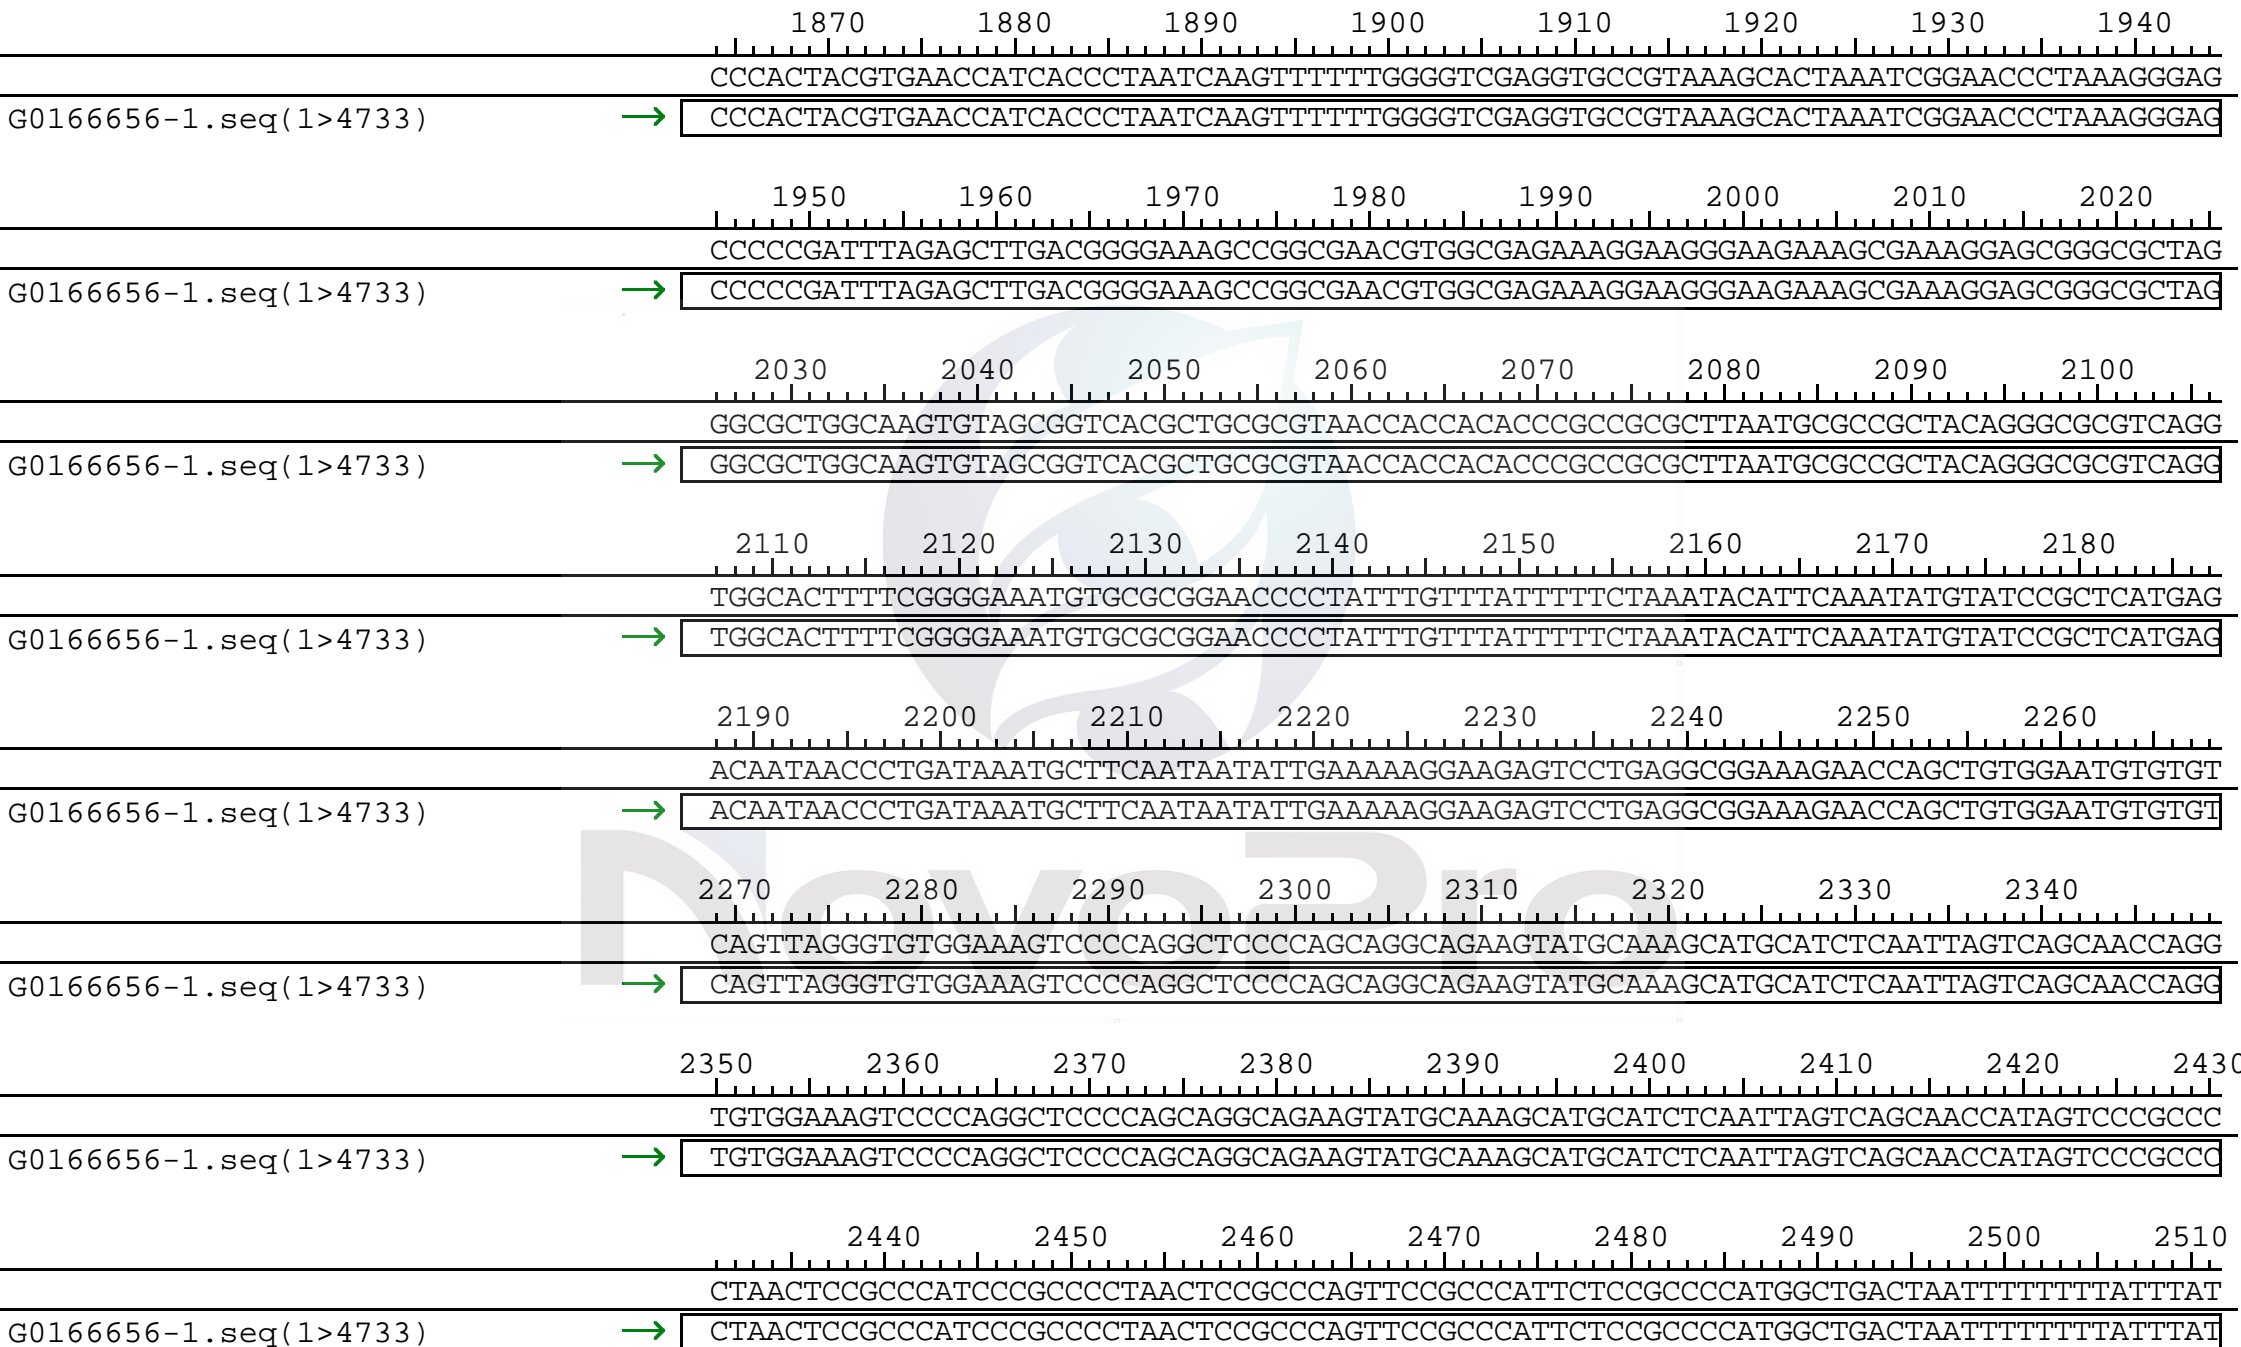 1870 1880 1890 1900 1910 1920 1930 1940
CCCACTACGTGAACCATCACCCTAATCAAGTTTTTTGGGGTCGAGGTGCCGTAAAGCACTAAATCGGAACCCTAAAGGGAG
G0166656-1.seq(1>4733) → CCCACTACGTGAACCATCACCCTAATCAAGTTTTTTGGGGTCGAGGTGCCGTAAAGCACTAAATCGGAACCCTAAAGGGAG
1950 1960 1970 1980 1990 2000 2010 2020
CCCCCGATTTAGAGCTTGACGGGGAAAGCCGGCGAACGTGGCGAGAAAGGAAGGGAAGAAAGCGAAAGGAGCGGGCGCTAG
G0166656-1.seq(1>4733) → CCCCCGATTTAGAGCTTGACGGGGAAAGCCGGCGAACGTGGCGAGAAAGGAAGGGAAGAAAGCGAAAGGAGCGGGCGCTAG
2030 2040 2050 2060 2070 2080 2090 2100
GGCGCTGGCAAGTGTAGCGGTCACGCTGCGCGTAACCACCACACCCGCCGCGCTTAATGCGCCGCTACAGGGCGCGTCAGG
G0166656-1.seq(1>4733) → GGCGCTGGCAAGTGTAGCGGTCACGCTGCGCGTAACCACCACACCCGCCGCGCTTAATGCGCCGCTACAGGGCGCGTCAGG
2110 2120 2130 2140 2150 2160 2170 2180
TGGCACTTTTCGGGGAAATGTGCGCGGAACCCCTATTTGTTTATTTTTCTAAATACATTCAAATATGTATCCGCTCATGAG
G0166656-1.seq(1>4733) → TGGCACTTTTCGGGGAAATGTGCGCGGAACCCCTATTTGTTTATTTTTCTAAATACATTCAAATATGTATCCGCTCATGAG
2190 2200 2210 2220 2230 2240 2250 2260
ACAATAACCCTGATAAATGCTTCAATAATATTGAAAAAGGAAGAGTCCTGAGGCGGAAAGAACCAGCTGTGGAATGTGTGT
G0166656-1.seq(1>4733) → ACAATAACCCTGATAAATGCTTCAATAATATTGAAAAAGGAAGAGTCCTGAGGCGGAAAGAACCAGCTGTGGAATGTGTGT
NovoPro
2270 2280 2290 2300 2310 2320 2330 2340
CAGTTAGGGTGTGGAAAGTCCCCAGGCTCCCCAGCAGGCAGAAGTATGCAAAGCATGCATCTCAATTAGTCAGCAACCAGG
G0166656-1.seq(1>4733) → CAGTTAGGGTGTGGAAAGTCCCCAGGCTCCCCAGCAGGCAGAAGTATGCAAAGCATGCATCTCAATTAGTCAGCAACCAGG
2350 2360 2370 2380 2390 2400 2410 2420 2430
TGTGGAAAGTCCCCAGGCTCCCCAGCAGGCAGAAGTATGCAAAGCATGCATCTCAATTAGTCAGCAACCATAGTCCCGCCC
G0166656-1.seq(1>4733) → TGTGGAAAGTCCCCAGGCTCCCCAGCAGGCAGAAGTATGCAAAGCATGCATCTCAATTAGTCAGCAACCATAGTCCCGCCC
2440 2450 2460 2470 2480 2490 2500 2510
CTAACTCCGCCCATCCCGCCCCTAACTCCGCCCAGTTCCGCCCATTCTCCGCCCCATGGCTGACTAATTTTTTTTATTTAT
G0166656-1.seq(1>4733) → CTAACTCCGCCCATCCCGCCCCTAACTCCGCCCAGTTCCGCCCATTCTCCGCCCCATGGCTGACTAATTTTTTTTATTTAT